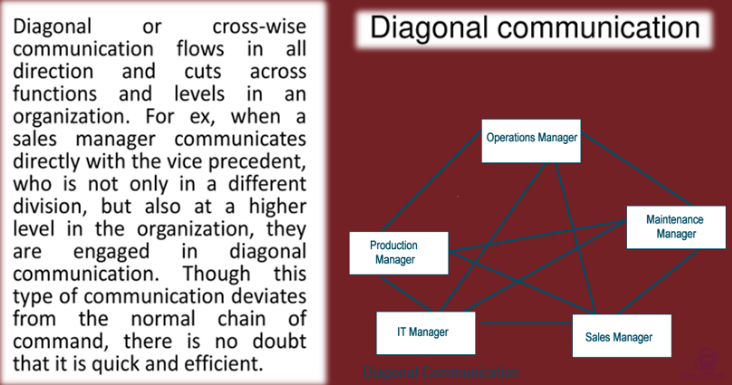 Diagonal or cross-wise
communication flows in all
direction and cuts across
functions and levels in an
organization. For ex, when a
sales manager communicates
directly with the vice precedent,
who is not only in a different
division, but also at a higher
level in the organization, they
are engaged in diagonal
communication. Though this
type of communication deviates
from the normal chain of
command, there is no doubt
that it is quick and efficient.
Diagonal communication
Operations Manager
Maintenance
Manager
Production
Manager
IT Manager
Sales Manager
Diagonal Communication